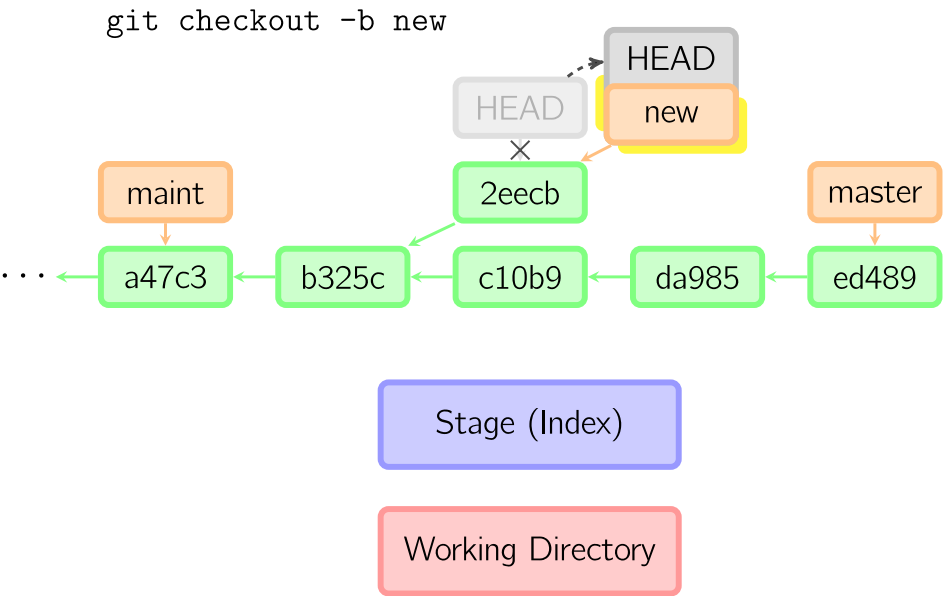 git checkout -b new
HEAD
HEAD
new
maint
2eecb
master
...
a47c3
b325c
c10b9
da985
ed489
Stage (Index)
Working Directory